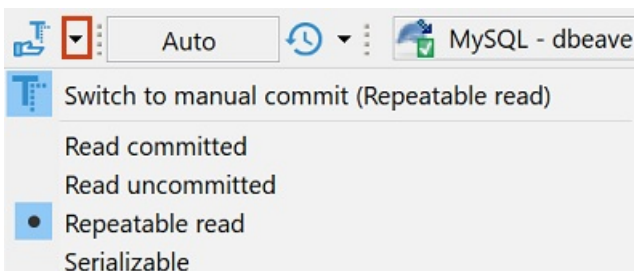 Auto
MySQL - dbeave
Switch to manual commit (Repeatable read)
Read committed
Read uncommitted
Repeatable read
Serializable